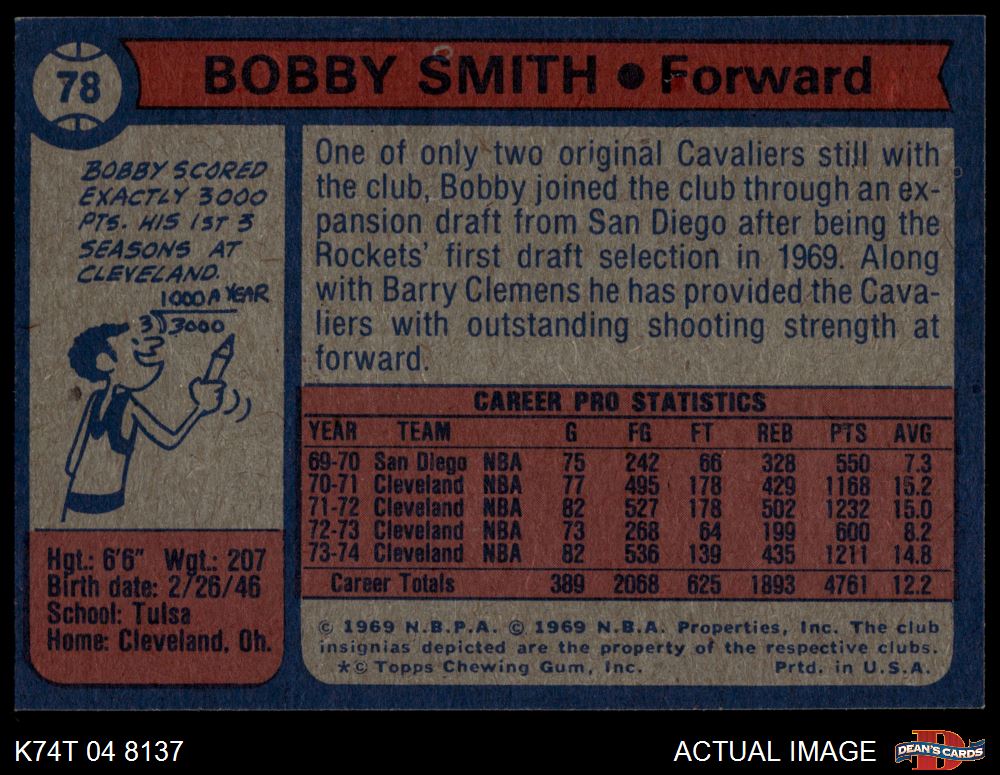 78
BOBBY SMITH ● Forward
BOBBY SCORED
EXACTLY 3000
PTS. HIS 1ST 3
SEASONS AT
CLEVELAND.
1000 A YEAR
3)3000
Hgt.: 6'6" Wgt.: 207
Birth date: 2/26/46
School: Tulsa
Home: Cleveland, Oh.
One of only two original Cavaliers still with
the club, Bobby joined the club through an ex-
pansion draft from San Diego after being the
Rockets' first draft selection in 1969. Along
with Barry Clemens he has provided the Cava-
liers with outstanding shooting strength at
forward.
CAREER PRO STATISTICS
YEAR TEAM G FG FT REB PTS AVG
69-70 San Diego NBA 75 242 66 328 550 7.3
70-71 Cleveland NBA 77 495 178 429 1168 15.2
71-72 Cleveland NBA 82 527 178 502 1232 15.0
72-73 Cleveland NBA 73 268 64 199 600 8.2
73-74 Cleveland NBA 82 536 139 435 1211 14.8
Career Totals 389 2068 625 1893 4761 12.2
© 1969 N.B.P.A. © 1969 N.B.A. Properties, Inc. The club
insignias depicted are the property of the respective clubs.
*© Topps Chewing Gum, Inc. Prtd. in U.S.A.
K74T 04 8137
ACTUAL IMAGE
DEAN'S CARDS